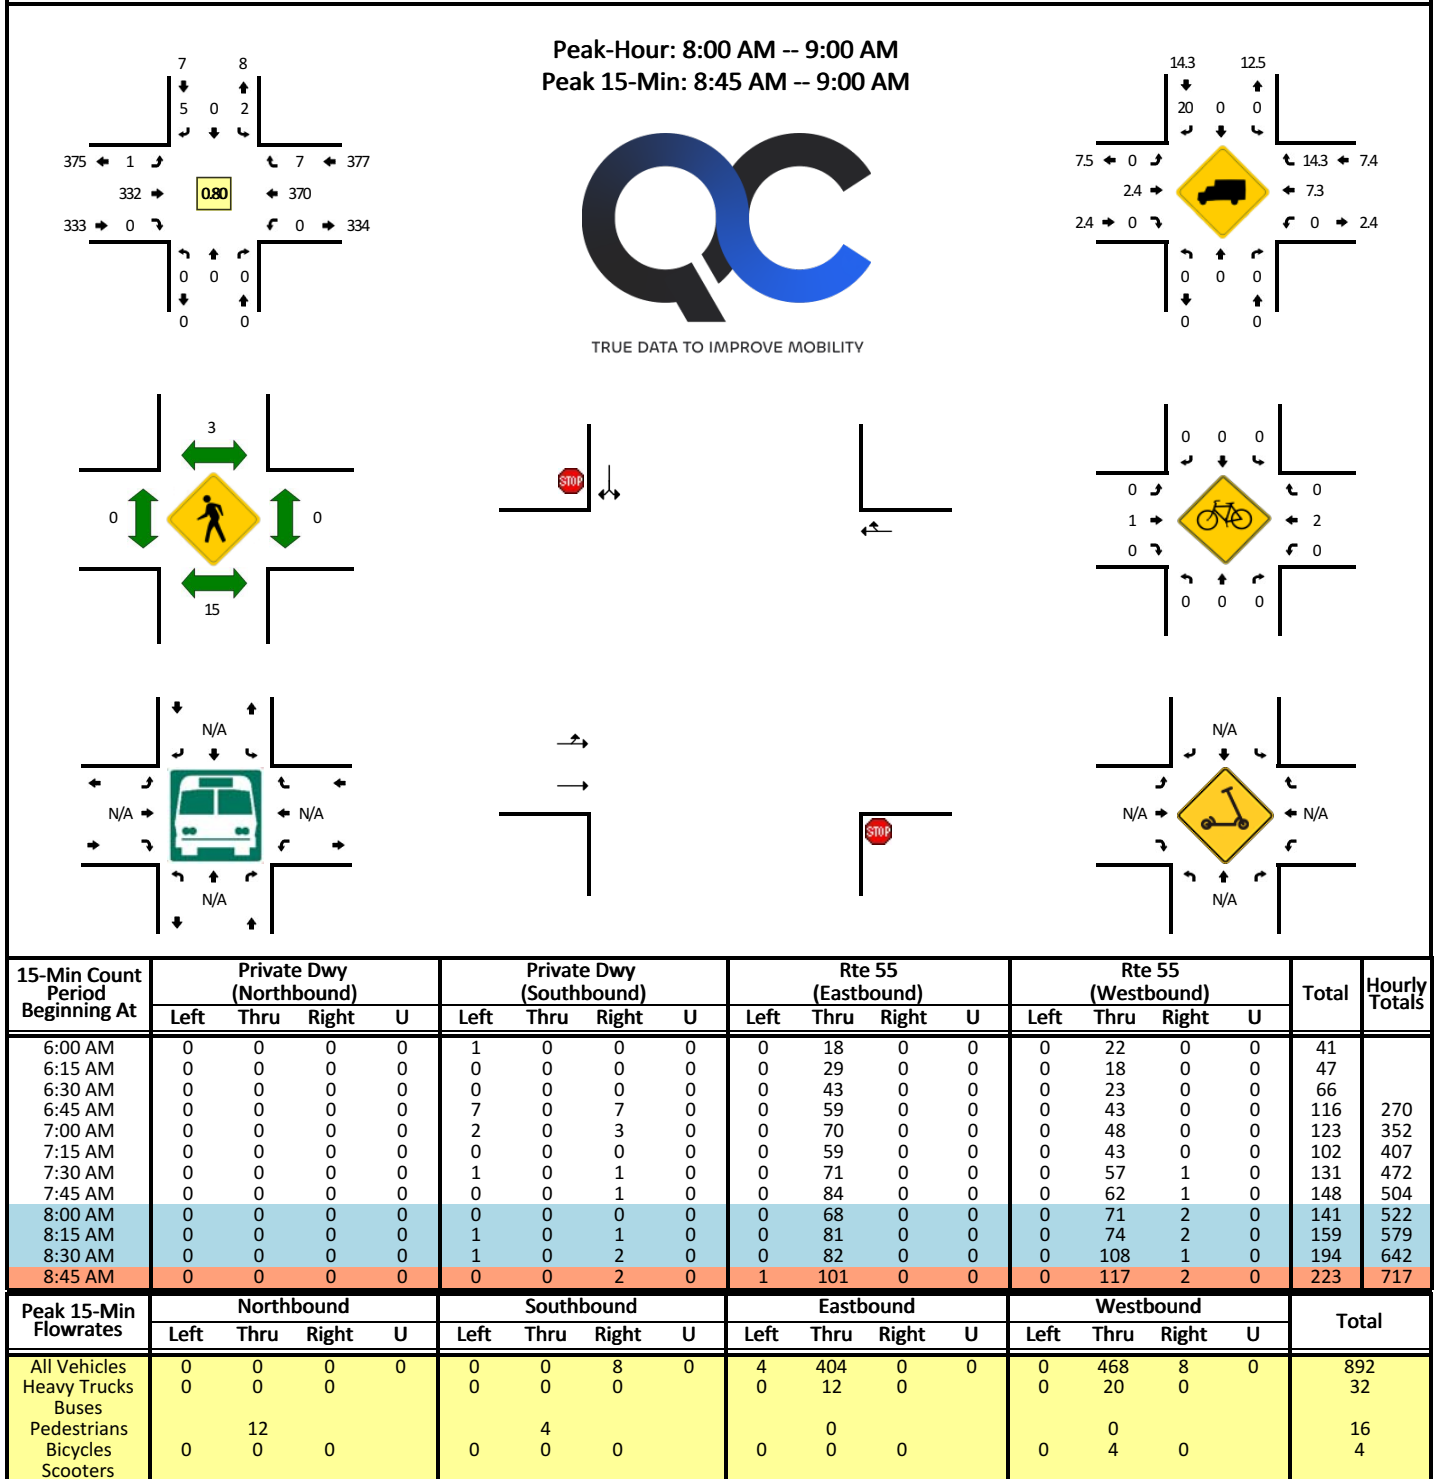 Peak-Hour: 8:00 AM -- 9:00 AM
Peak 15-Min: 8:45 AM -- 9:00 AM
7 8
5 0 2
375 1 7 377
332 0.80 370
333 0 0 334
0 0 0
0 0
14.3 12.5
20 0 0
7.5 0 14.3 7.4
2.4 7.3
2.4 0 0 2.4
0 0 0
0 0
TRUE DATA TO IMPROVE MOBILITY
3
0 0
15
STOP
0 0 0
0 0
1 2
0 0
0 0 0
N/A
N/A N/A
N/A
STOP
N/A
N/A N/A
N/A
15-Min Count Period Beginning At Private Dwy (Northbound) Private Dwy (Southbound) Rte 55 (Eastbound) Rte 55 (Westbound) Total Hourly Totals
Left Thru Right U Left Thru Right U Left Thru Right U Left Thru Right U
6:00 AM 0 0 0 0 1 0 0 0 0 18 0 0 0 22 0 0 41
6:15 AM 0 0 0 0 0 0 0 0 0 29 0 0 0 18 0 0 47
6:30 AM 0 0 0 0 0 0 0 0 0 43 0 0 0 23 0 0 66
6:45 AM 0 0 0 0 7 0 7 0 0 59 0 0 0 43 0 0 116 270
7:00 AM 0 0 0 0 2 0 3 0 0 70 0 0 0 48 0 0 123 352
7:15 AM 0 0 0 0 0 0 0 0 0 59 0 0 0 43 0 0 102 407
7:30 AM 0 0 0 0 1 0 1 0 0 71 0 0 0 57 1 0 131 472
7:45 AM 0 0 0 0 0 0 1 0 0 84 0 0 0 62 1 0 148 504
8:00 AM 0 0 0 0 0 0 0 0 0 68 0 0 0 71 2 0 141 522
8:15 AM 0 0 0 0 1 0 1 0 0 81 0 0 0 74 2 0 159 579
8:30 AM 0 0 0 0 1 0 2 0 0 82 0 0 0 108 1 0 194 642
8:45 AM 0 0 0 0 0 0 2 0 1 101 0 0 0 117 2 0 223 717
Peak 15-Min Flowrates Northbound Southbound Eastbound Westbound Total
Left Thru Right U Left Thru Right U Left Thru Right U Left Thru Right U
All Vehicles 0 0 0 0 0 0 8 0 4 404 0 0 0 468 8 0 892
Heavy Trucks 0 0 0 0 0 0 0 12 0 0 20 0 32
Buses
Pedestrians 12 4 0 0 16
Bicycles 0 0 0 0 0 0 0 0 0 0 4 0 4
Scooters